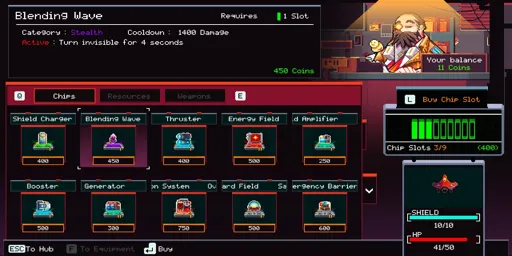 Blending Wave
Requires 1 Slot
Category: Stealth Cooldown: 1400 Damage
Active: Turn invisible for 4 seconds
450 Coins
Your balance
11 Coins
Q Chips Resources Weapons E
L Buy Chip Slot
Chip Slots 3/9 (400)
Shield Charger Blending Wave Thruster Energy Field d Amplifier
400 450 400 500 250
Booster Generator on System Ov ard Field Sa ergency Barrier
500 300 750 500 600
SHIELD
10/10
HP
41/50
ESC To Hub F To Equipment Buy